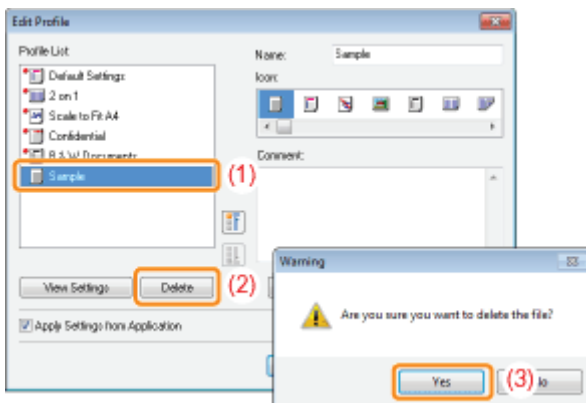 Edit Profile
Profile List
Name: Sample
Icon:
Default Settings
2 on 1
Scale to Fit A4
Confidential
B & W Documents
Sample
(1)
Comment:
View Settings
Delete
(2)
Apply Settings from Application
Warning
Are you sure you want to delete the file?
Yes
(3)